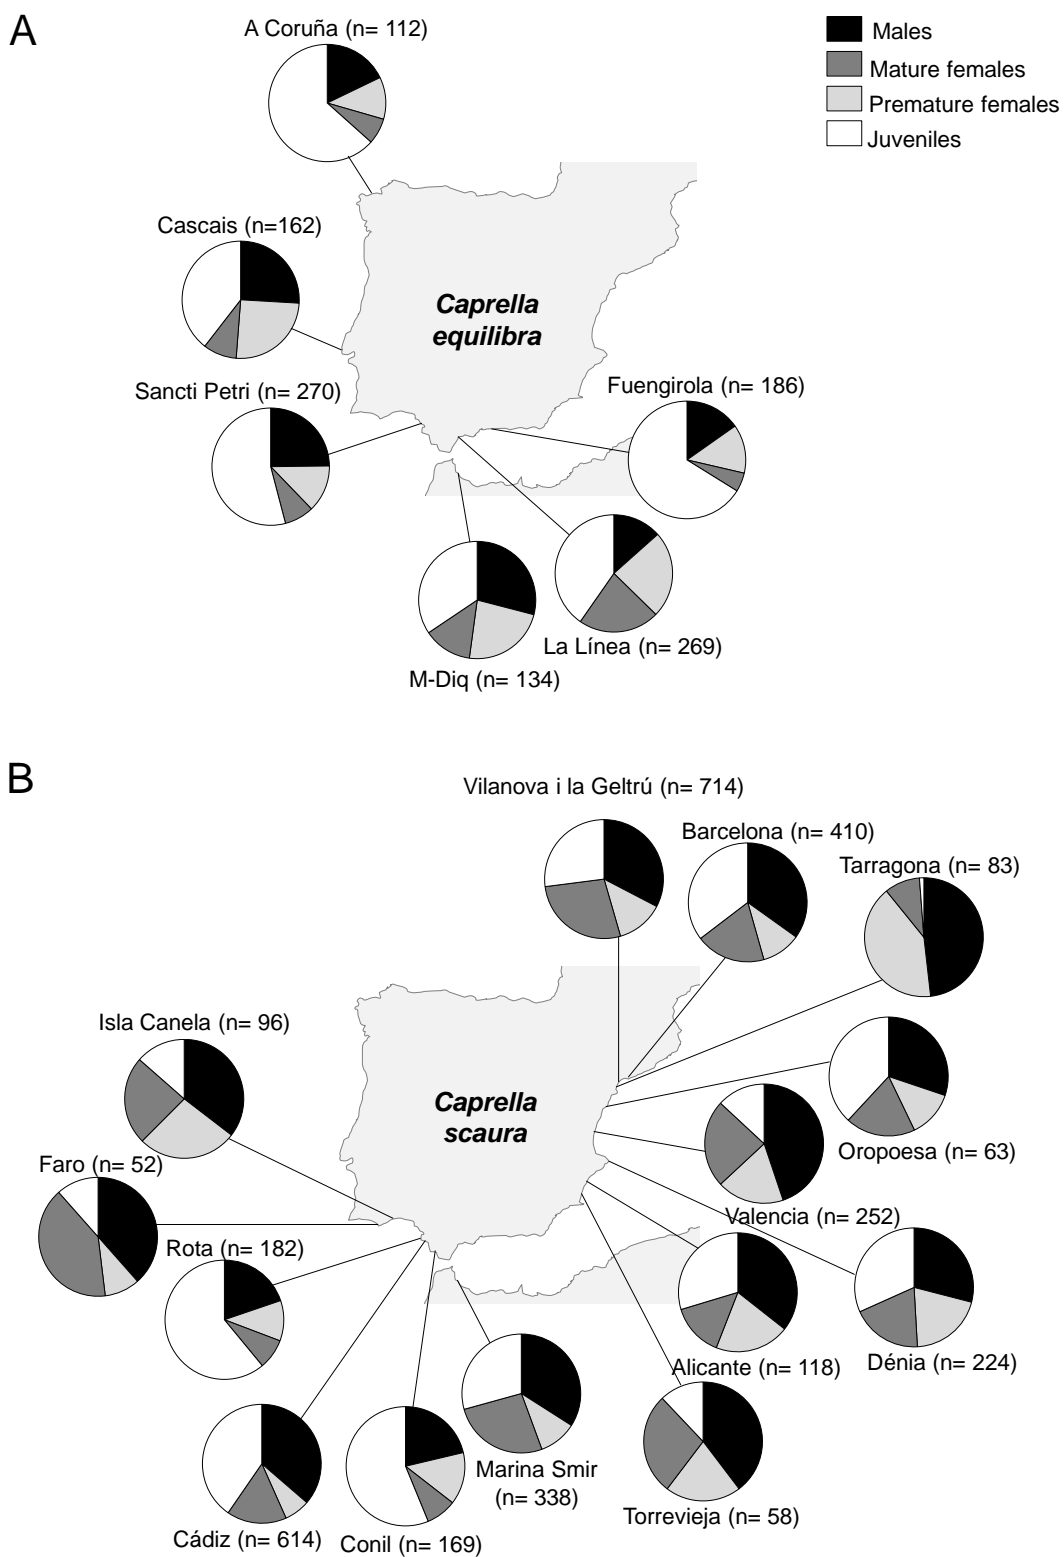 A
A Coruña (n= 112)
Males
Mature females
Premature females
Juveniles
Cascais (n=162)
Caprella
equilibra
Sancti Petri (n= 270)
Fuengirola (n= 186)
La Línea (n= 269)
M-Diq (n= 134)
B
Vilanova i la Geltrú (n= 714)
Barcelona (n= 410)
Tarragona (n= 83)
Isla Canela (n= 96)
Caprella
scaura
Oropoesa (n= 63)
Faro (n= 52)
Valencia (n= 252)
Rota (n= 182)
Alicante (n= 118)
Dénia (n= 224)
Marina Smir
(n= 338)
Torrevieja (n= 58)
Cádiz (n= 614)
Conil (n= 169)